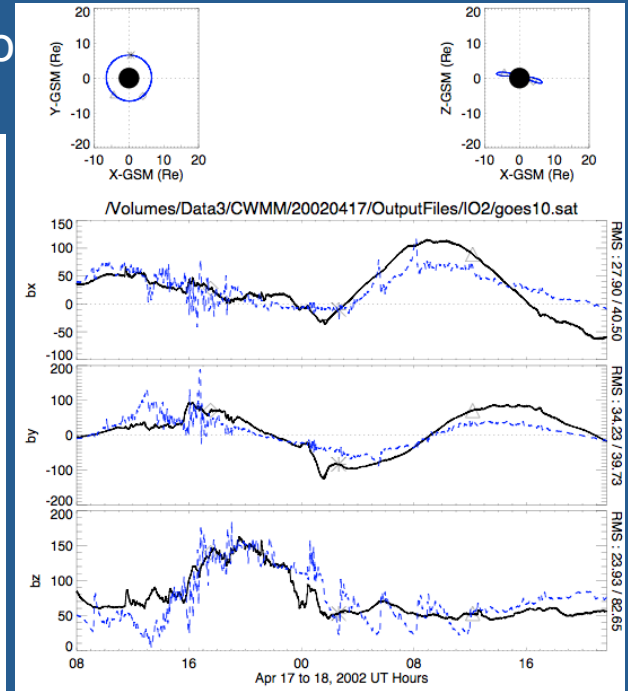 o
20
10
0
-10
-20
Y-GSM (Re)
-10 0 10 20
X-GSM (Re)
20
10
0
-10
-20
Z-GSM (Re)
-10 0 10 20
X-GSM (Re)
/Volumes/Data3/CWMM/20020417/OutputFiles/IO2/goes10.sat
150
100
50
0
-50
-100
bx
RMS : 27.90 / 40.50
200
100
0
-100
-200
by
RMS : 34.23 / 39.73
200
150
100
50
0
bz
RMS : 23.93 / 82.65
08 16 00 08 16
Apr 17 to 18, 2002 UT Hours